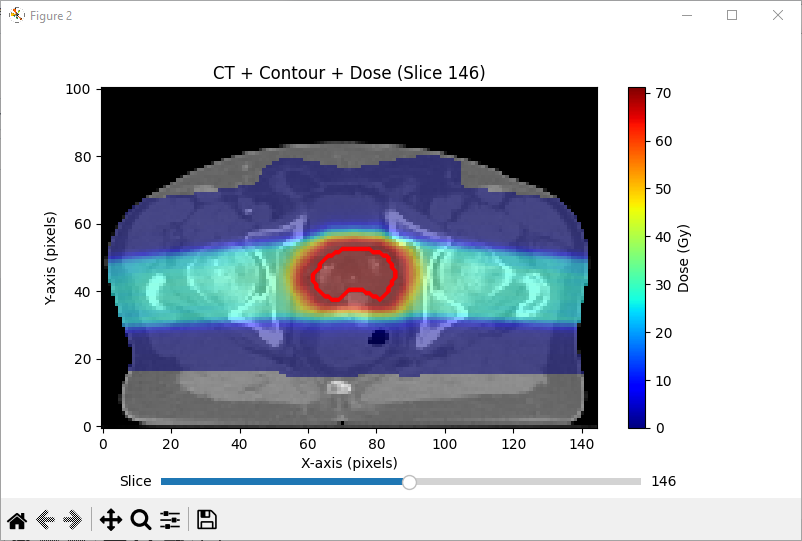 Figure 2
CT + Contour + Dose (Slice 146)
100
80
60
40
20
0
Y-axis (pixels)
0 20 40 60 80 100 120 140
X-axis (pixels)
70
60
50
40
30
20
10
0
Dose (Gy)
Slice 146